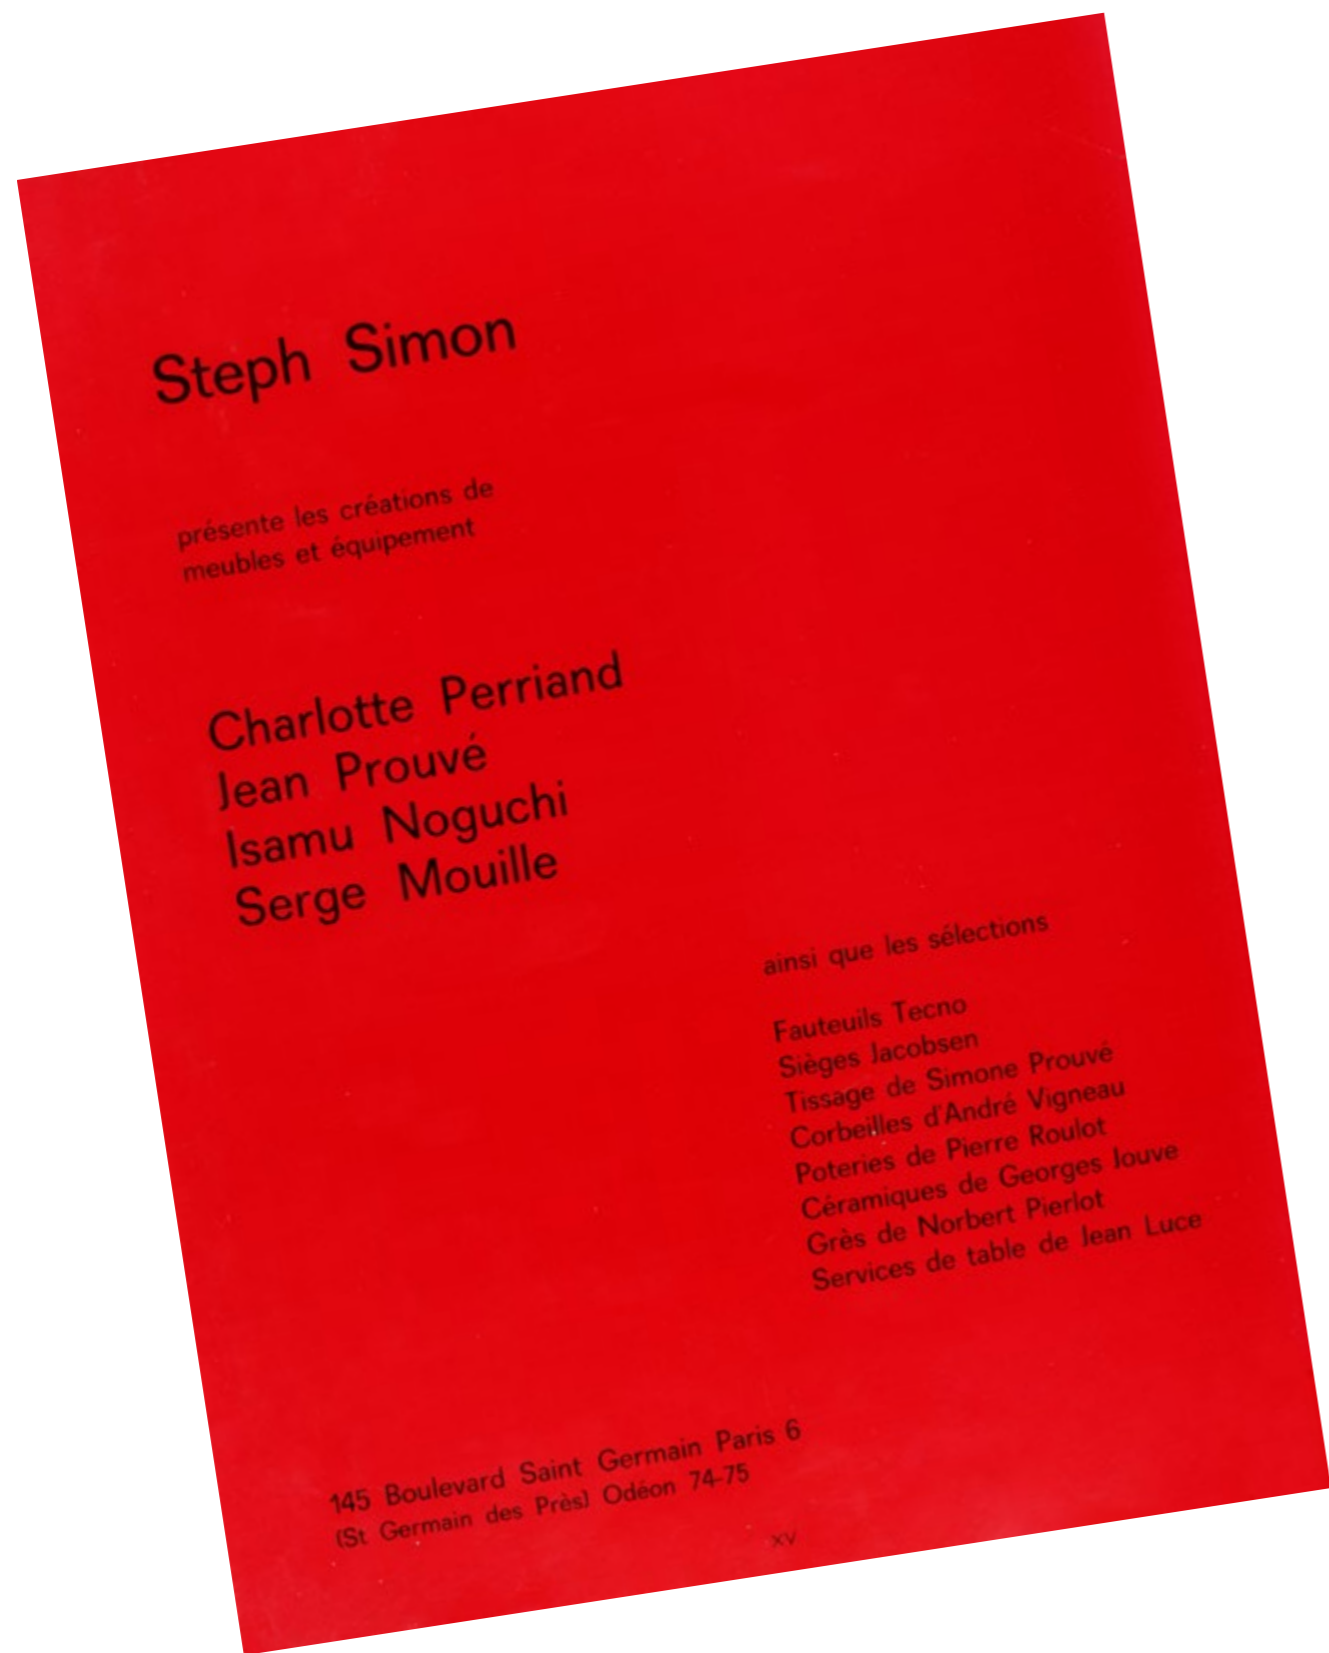 Steph Simon
présente les créations de
meubles et équipement
Charlotte Perriand
Jean Prouvé
Isamu Noguchi
Serge Mouille
ainsi que les sélections
Fauteuils Tecno
Sièges Jacobsen
Tissage de Simone Prouvé
Corbeilles d'André Vigneau
Poteries de Pierre Roulot
Céramiques de Georges Jouve
Grès de Norbert Pierlot
Services de table de Jean Luce
145 Boulevard Saint Germain Paris 6
(St Germain des Près) Odéon 74-75
XV